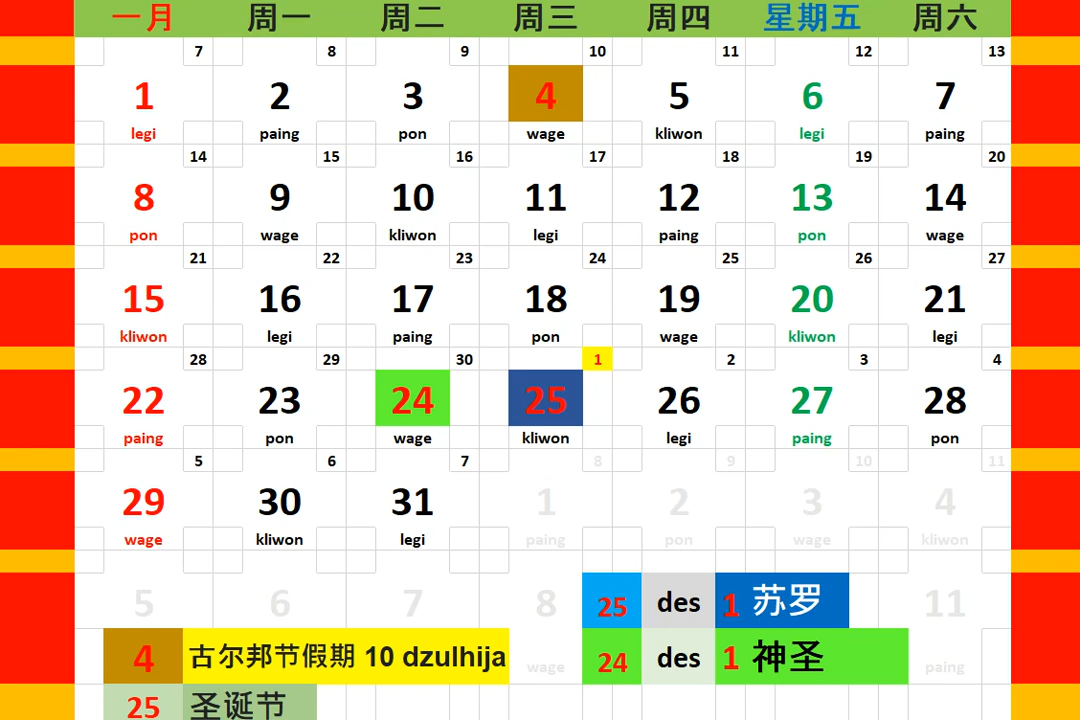 一月 周一 周二 周三 周四 星期五 周六
7 8 9 10 11 12 13
1 2 3 4 5 6 7
legi paing pon wage kliwon legi paing
14 15 16 17 18 19 20
8 9 10 11 12 13 14
pon wage kliwon legi paing pon wage
21 22 23 24 25 26 27
15 16 17 18 19 20 21
kliwon legi paing pon wage kliwon legi
28 29 30 1 2 3 4
22 23 24 25 26 27 28
paing pon wage kliwon legi paing pon
5 6 7 8 9 10 11
29 30 31 1 2 3 4
wage kliwon legi paing pon wage kliwon
5 6 7 8 25 des 1 苏罗 11
4 古尔邦节假期 10 dzulhija wage 24 des 1 神圣 paing
25 圣诞节